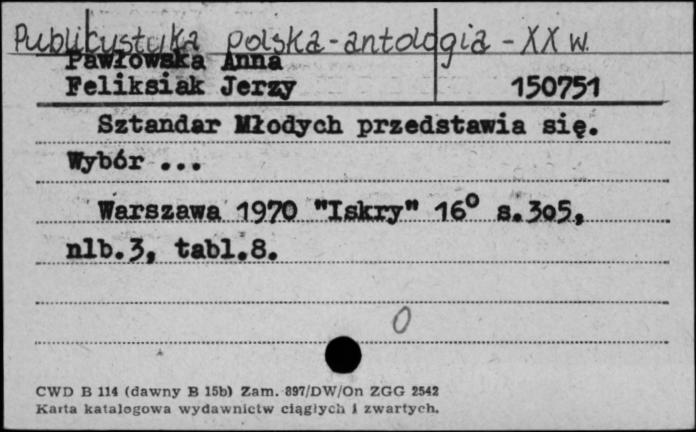 Publicystyka polska - antologia - XX w.
Pawłowska Anna
Feliksiak Jerzy 150751
Sztandar Młodych przedstawia się.
Wybór ...
Warszawa 1970 "Iskry" 16° s.305,
nlb.3, tabl.8.
0
CWD B 114 (dawny B 15b) Zam. 897/DW/On ZGG 2542
Karta katalogowa wydawnictw ciągłych i zwartych.